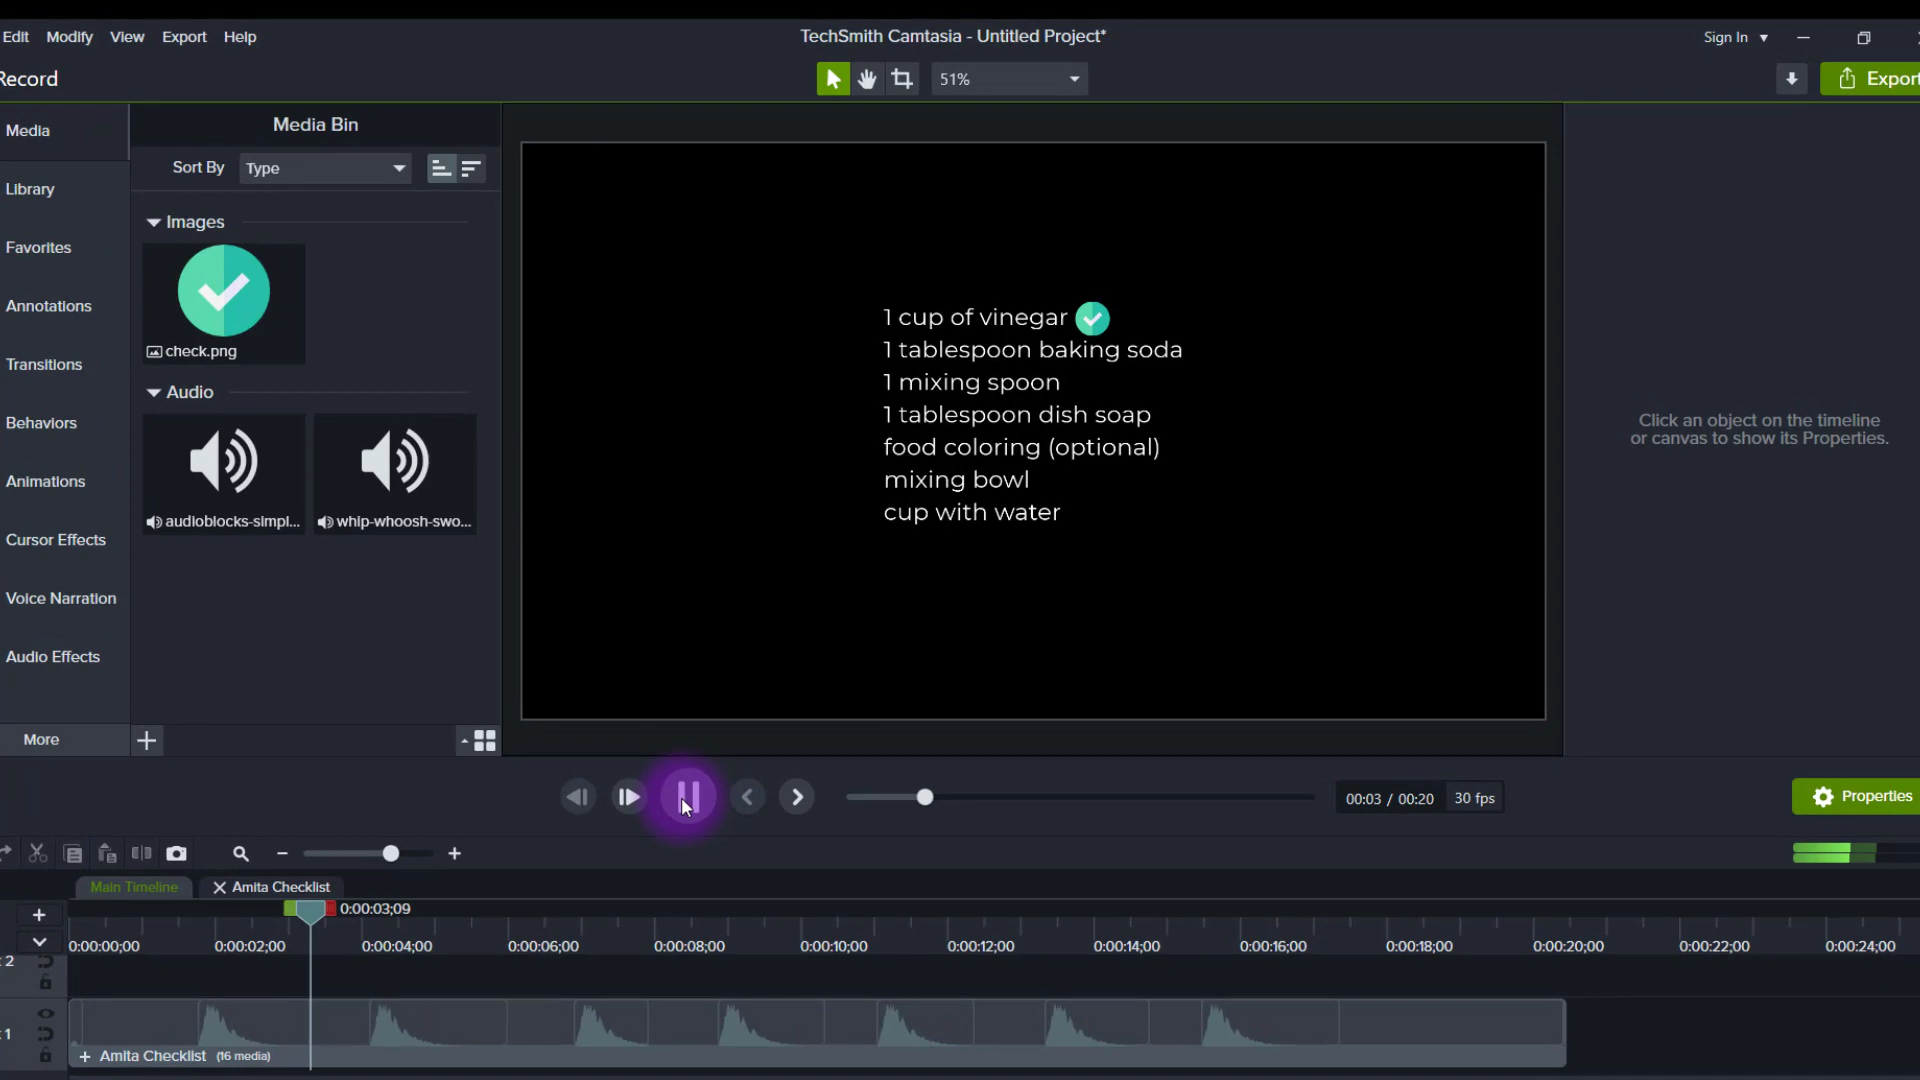 Edit Modify View Export Help
TechSmith Camtasia - Untitled Project*
Sign In
Record
51%
Export
Media
Media Bin
Sort By Type
Library
Images
Favorites
check.png
Annotations
Transitions
Audio
Behaviors
Animations
audioblocks-simpl... whip-whoosh-swo...
Cursor Effects
Voice Narration
Audio Effects
More
1 cup of vinegar
1 tablespoon baking soda
1 mixing spoon
1 tablespoon dish soap
food coloring (optional)
mixing bowl
cup with water
Click an object on the timeline
or canvas to show its Properties.
00:03 / 00:20 30 fps
Properties
Main Timeline Amita Checklist
0:00:03;09
0:00:00;00 0:00:02;00 0:00:04;00 0:00:06;00 0:00:08;00 0:00:10;00 0:00:12;00 0:00:14;00 0:00:16;00 0:00:18;00 0:00:20;00 0:00:22;00 0:00:24;00
2
1
+ Amita Checklist (16 media)